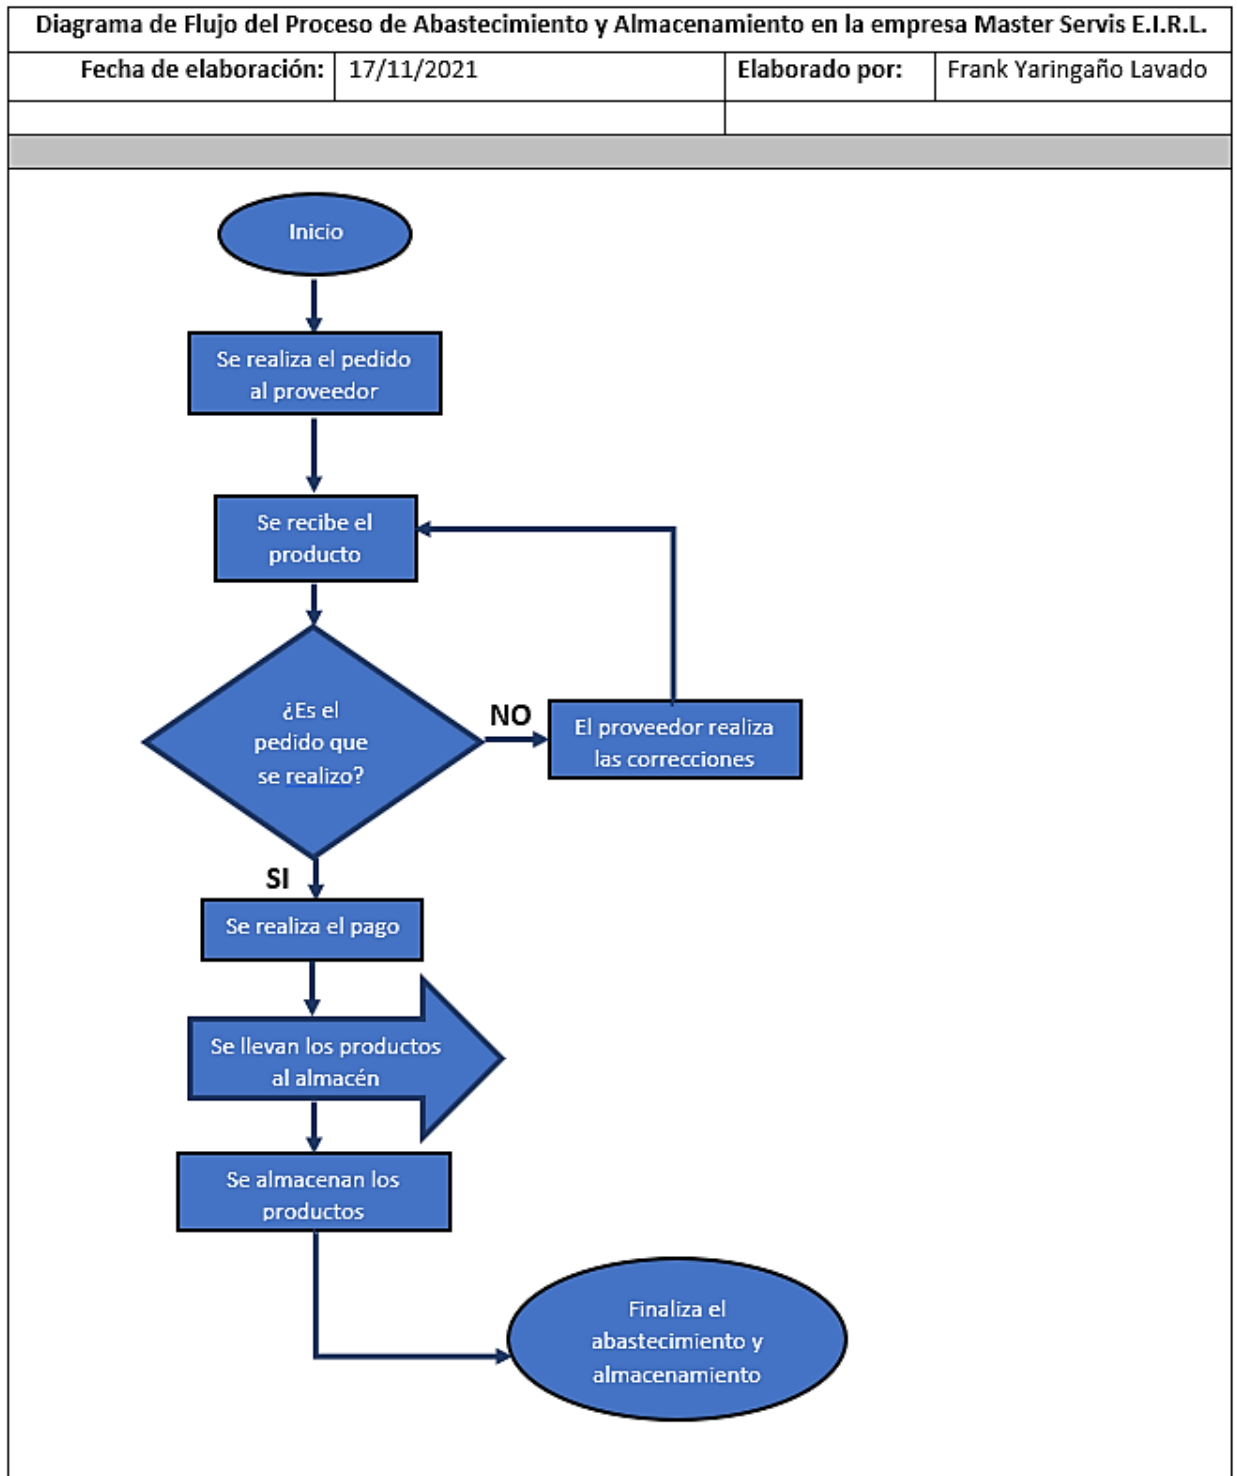 Diagrama de Flujo del Proceso de Abastecimiento y Almacenamiento en la empresa Master Servis E.I.R.L.
Fecha de elaboración: 17/11/2021 Elaborado por: Frank Yaringaño Lavado
Inicio
Se realiza el pedido
al proveedor
Se recibe el
producto
¿Es el
pedido que
se realizo?
NO
El proveedor realiza
las correcciones
SI
Se realiza el pago
Se llevan los productos
al almacén
Se almacenan los
productos
Finaliza el
abastecimiento y
almacenamiento